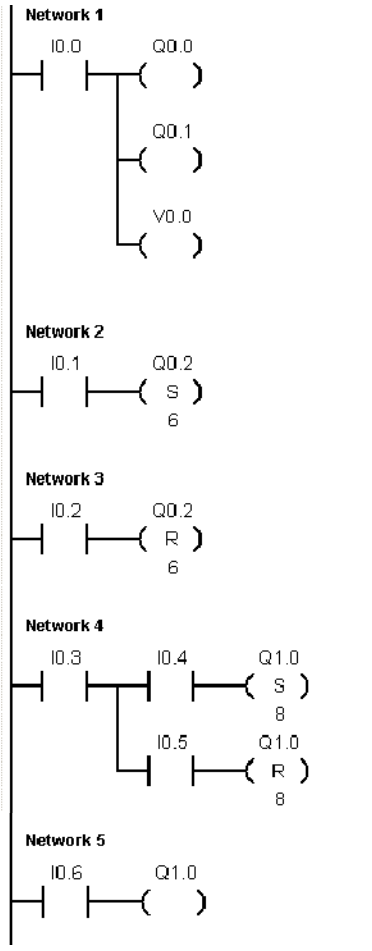 Network 1
I0.0 Q0.0
Q0.1
V0.0
Network 2
I0.1 Q0.2
S
6
Network 3
I0.2 Q0.2
R
6
Network 4
I0.3 I0.4 Q1.0
S
8
I0.5 Q1.0
R
8
Network 5
I0.6 Q1.0